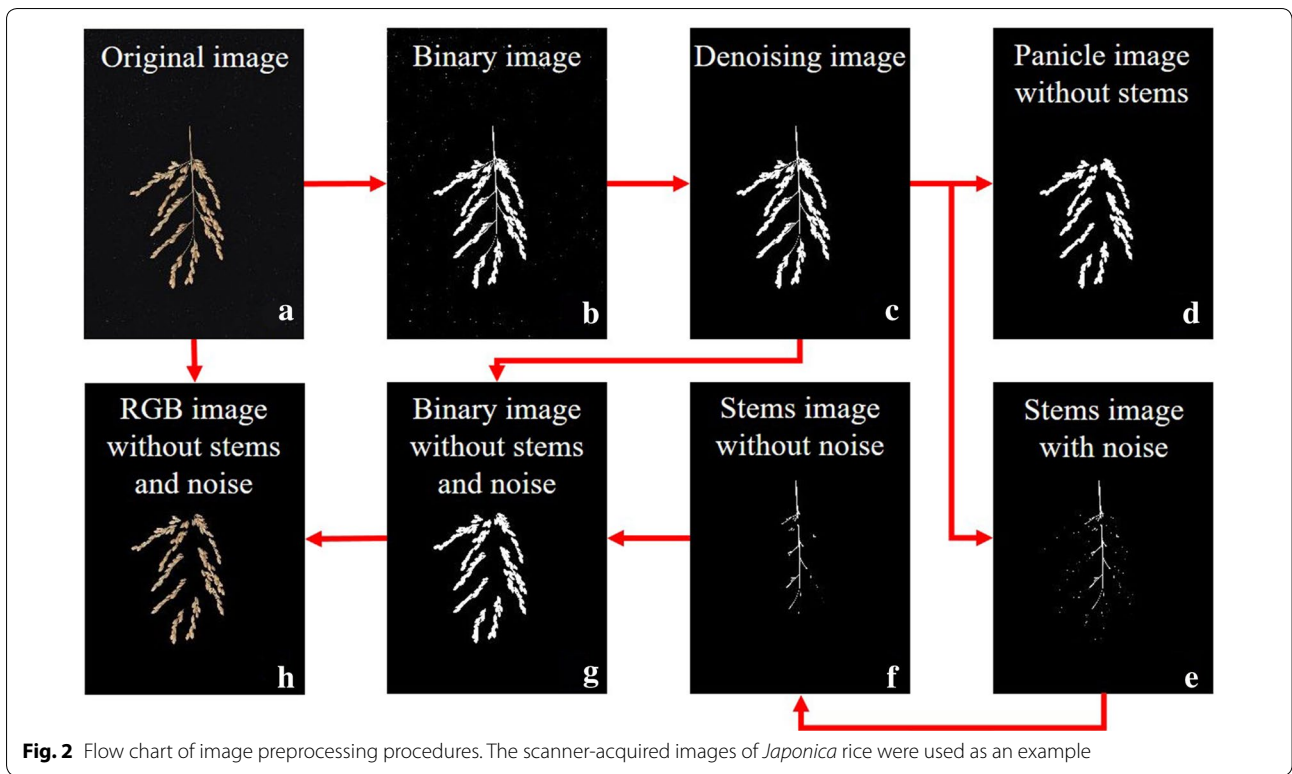 Original image
a
Binary image
b
Denoising image
c
Panicle image
without stems
d
RGB image
without stems
and noise
h
Binary image
without stems
and noise
g
Stems image
without noise
f
Stems image
with noise
e
Fig. 2 Flow chart of image preprocessing procedures. The scanner-acquired images of Japonica rice were used as an example